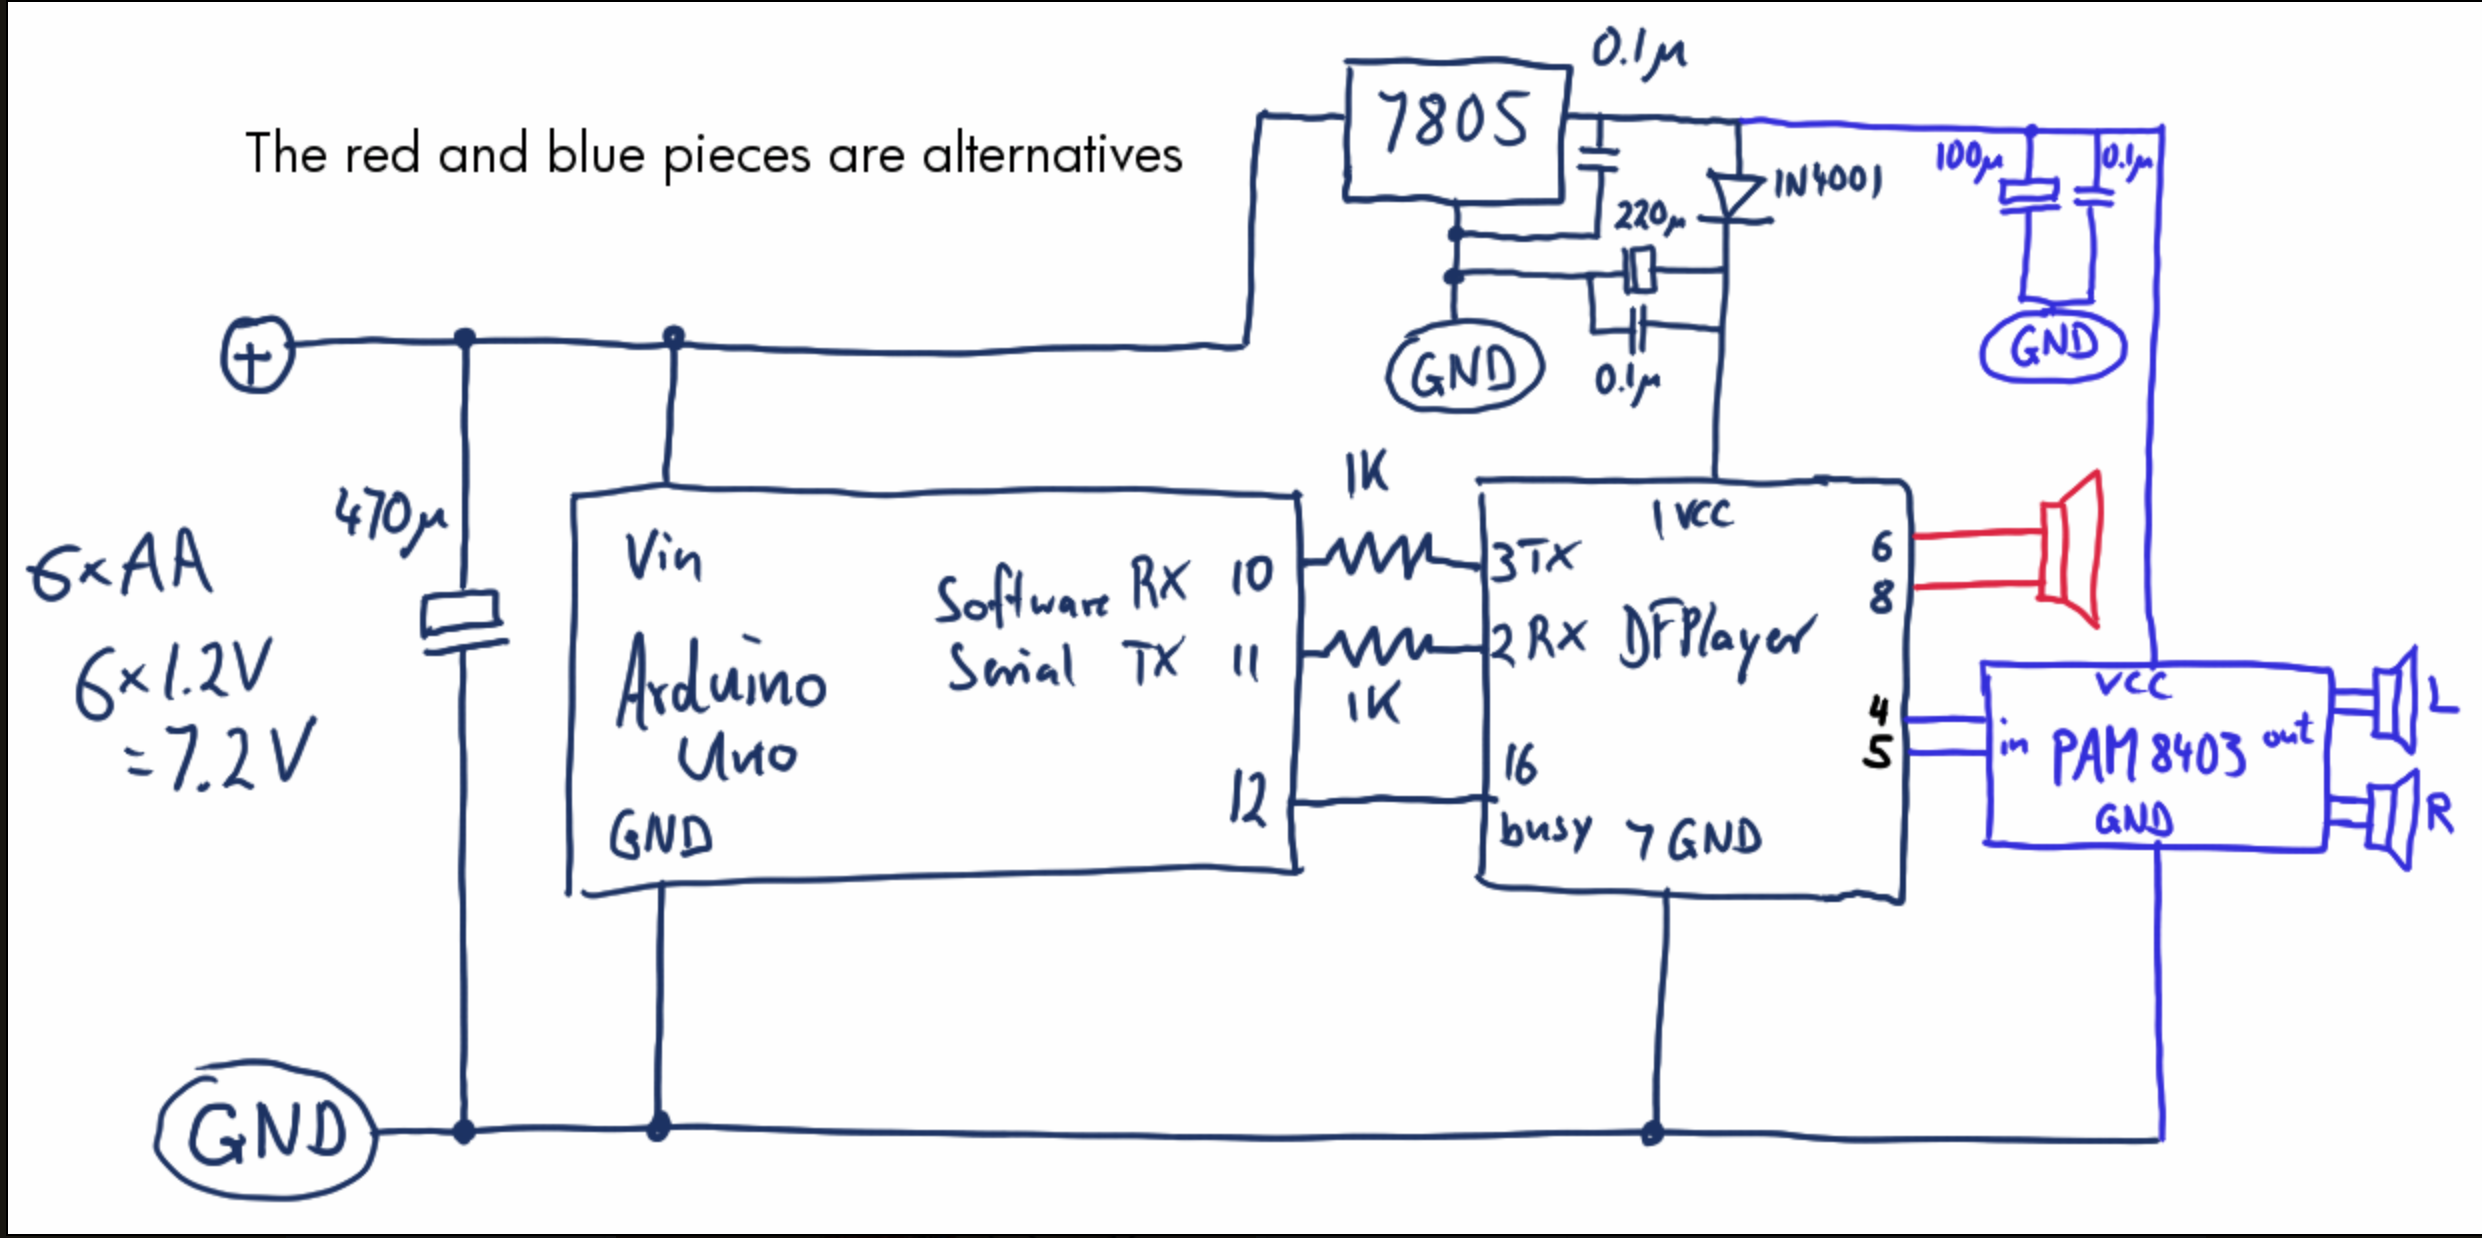 The red and blue pieces are alternatives
7805
0.1μ
1N4001
220μ
0.1μ
GND
100μ
0.1μ
GND
+
470μ
6×AA
6×1.2V
=7.2V
Vin
Arduino
Uno
GND
Software RX 10
Serial TX 11
12
1K
1K
1 VCC
3 TX
2 RX DFPlayer
16
busy
7 GND
6
8
4
5
VCC
in PAM8403 out
GND
L
R
GND